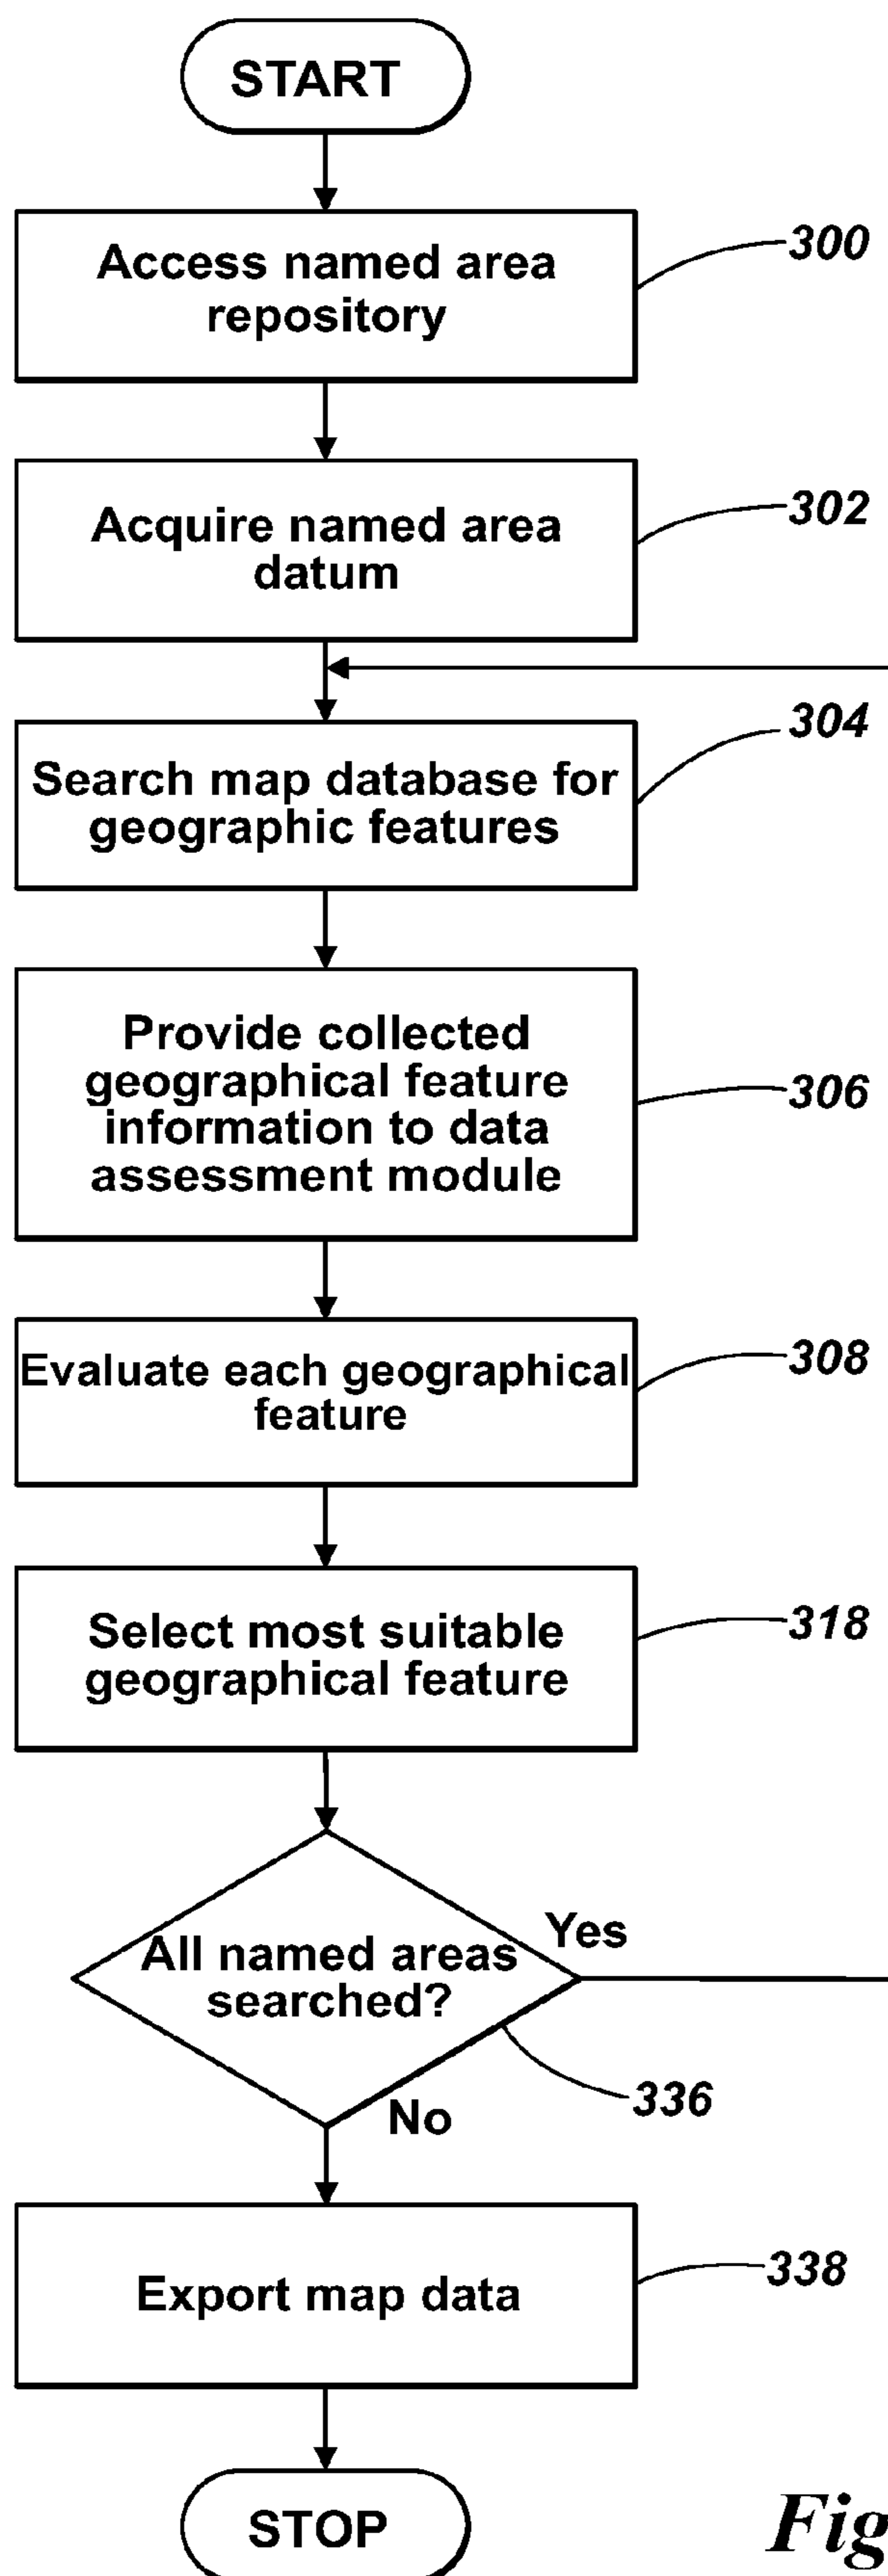 START
Access named area
repository
300
Acquire named area
datum
302
Search map database for
geographic features
304
Provide collected
geographical feature
information to data
assessment module
306
Evaluate each geographical
feature
308
Select most suitable
geographical feature
318
All named areas
searched?
Yes
336
No
Export map data
338
STOP
Fig